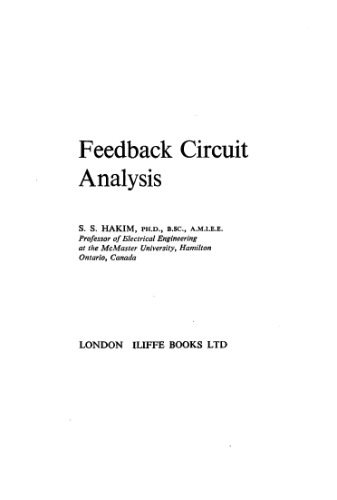 Feedback Circuit
Analysis
S. S. HAKIM, PH.D., B.SC., A.M.I.E.E.
Professor of Electrical Engineering
at the McMaster University, Hamilton
Ontario, Canada
LONDON ILIFFE BOOKS LTD